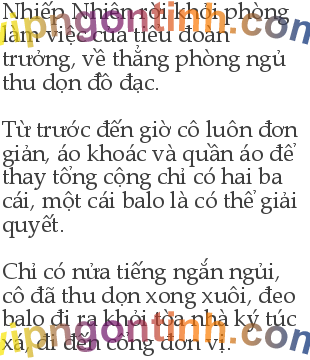 Nhiếp Nhiên rời khỏi phòng
làm việc của tiểu đoàn
trưởng, về thẳng phòng ngủ
thu dọn đồ đạc.
Từ trước đến giờ cô luôn đơn
giản, áo khoác và quần áo để
thay tổng cộng chỉ có hai ba
cái, một cái balo là có thể giải
quyết.
Chỉ có nửa tiếng ngắn ngủi,
cô đã thu dọn xong xuôi, đeo
balo đi ra khỏi tòa nhà ký túc
xá, đi đến cổng đơn vị.